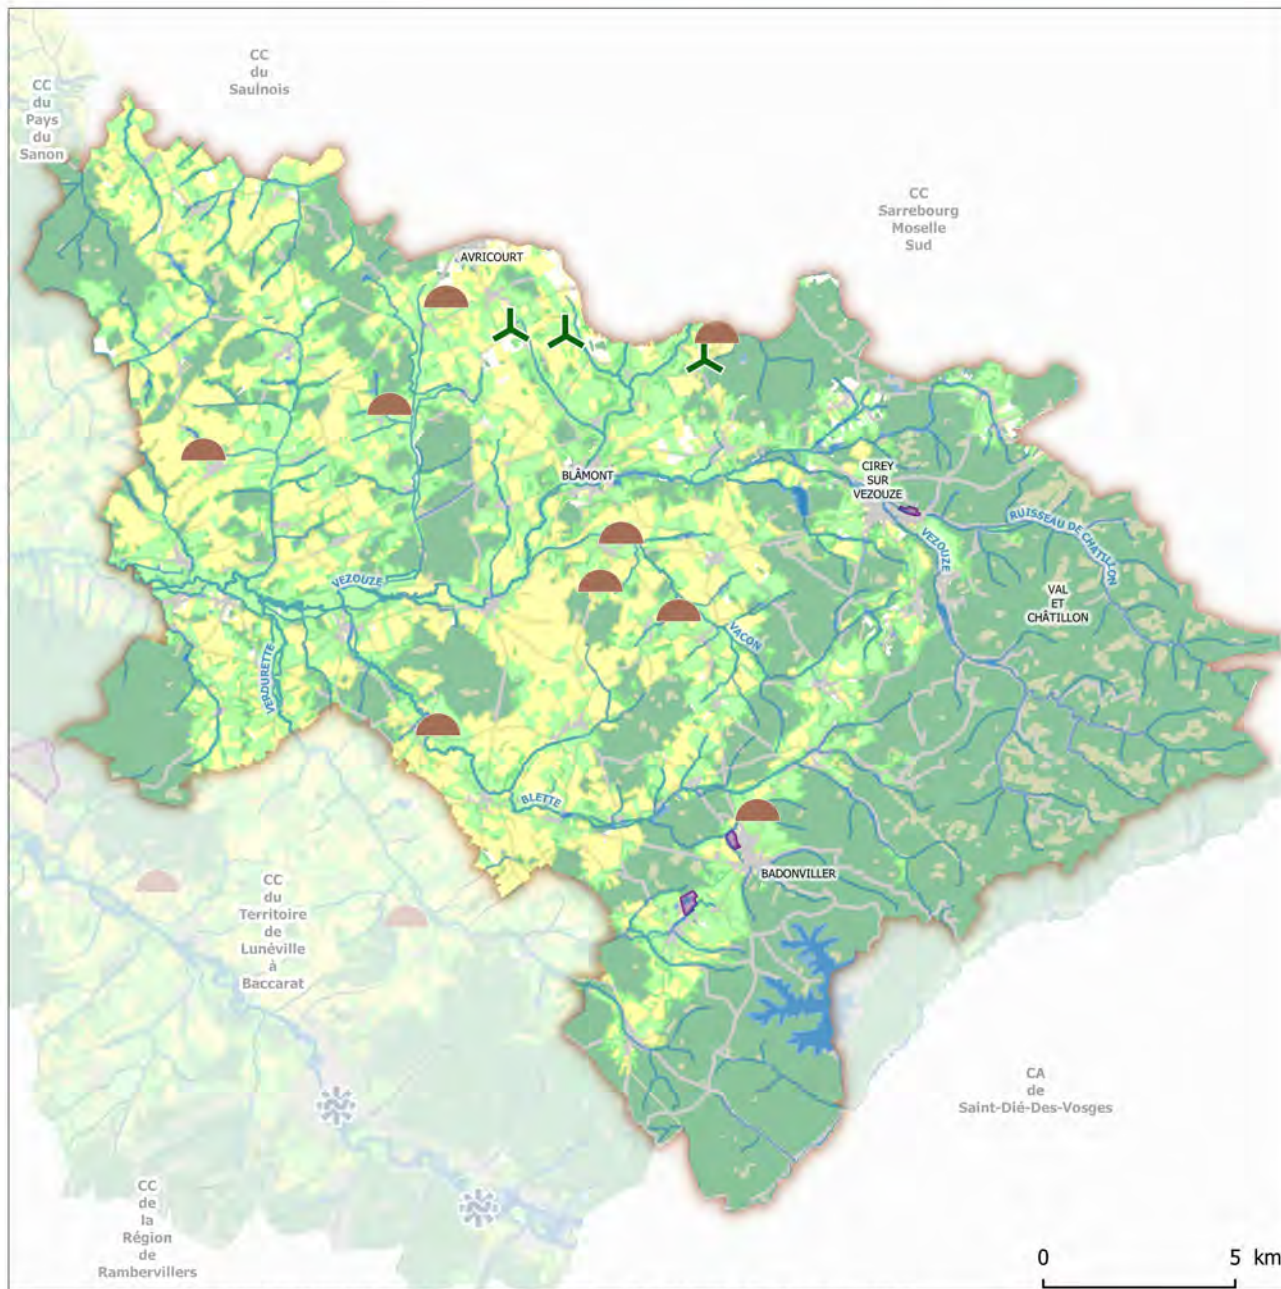 CC
du
Saulnois
CC
du
Pays
du
Sanon
CC
Sarrebourg
Moselle
Sud
AVRICOURT
BLÂMONT
CIREY
SUR
VEZOUZE
RUISSEAU DE CHATILLON
VEZOUZE
VEZOUZE
VAL
ET
CHÂTILLON
VACON
VERDURETTE
BLETTE
BADONVILLER
CC
du
Territoire
de
Lunéville
à
Baccarat
CA
de
Saint-Dié-Des-Vosges
CC
de
la
Région
de
Rambervillers
0 5 km